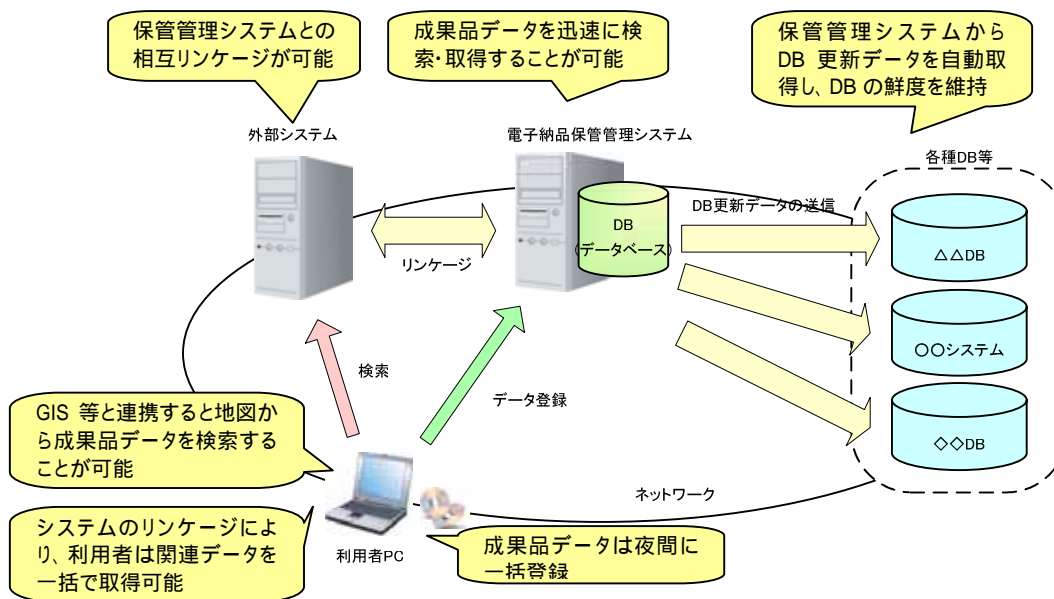 保管管理システムとの
相互リンケージが可能
成果品データを迅速に検
索・取得することが可能
保管管理システムから
DB 更新データを自動取
得し、DB の鮮度を維持
外部システム
電子納品保管管理システム
各種DB等
DB更新データの送信
DB
(データベース)
リンケージ
△△DB
〇〇システム
◇◇DB
検索
データ登録
GIS 等と連携すると地図か
ら成果品データを検索する
ことが可能
ネットワーク
システムのリンケージによ
り、利用者は関連データを
一括で取得可能
利用者PC
成果品データは夜間に
一括登録